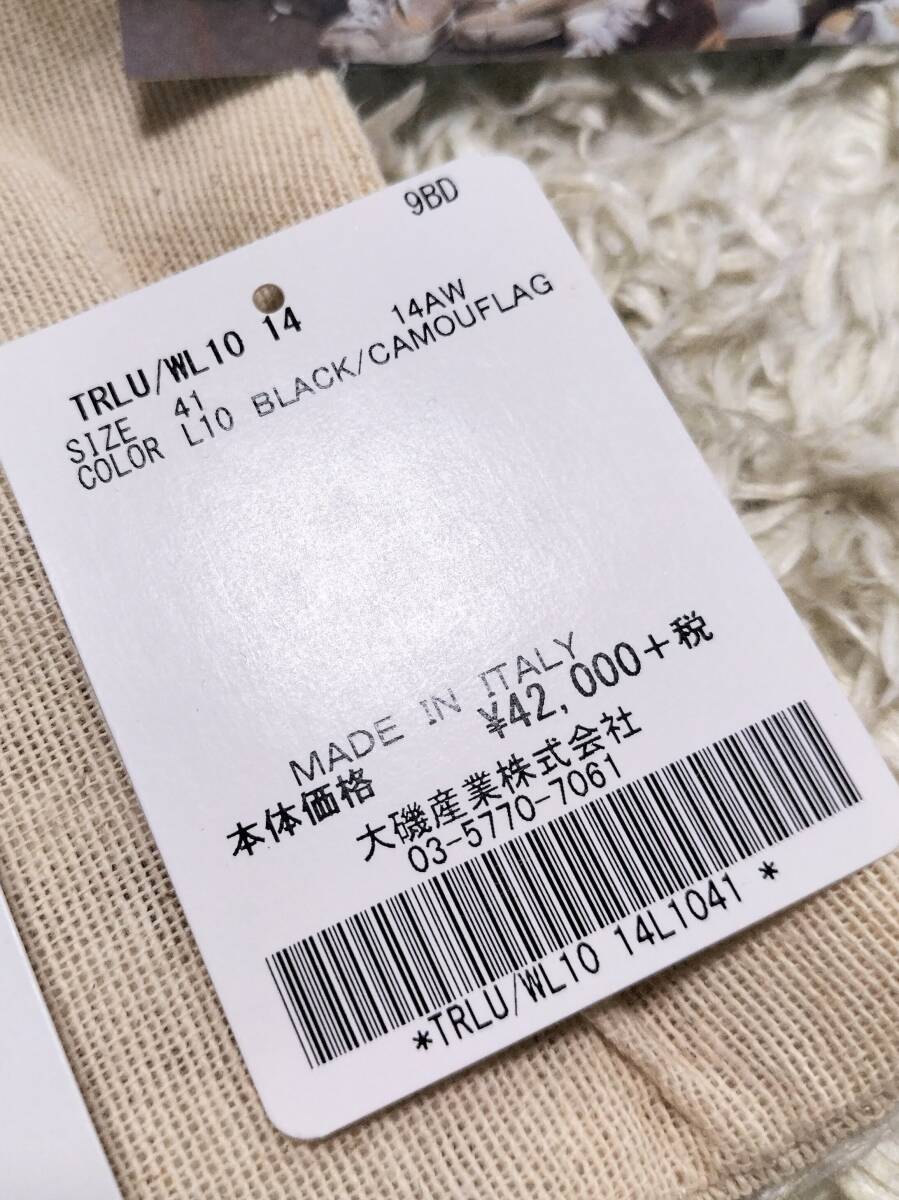 9BD
TRLU/WL10 14 14AW
SIZE 41
COLOR L10 BLACK/CAMOUFLAG
MADE IN ITALY
本体価格 ¥42,000+税
大磯産業株式会社
03-5770-7061
*TRLU/WL10 14L1041 *